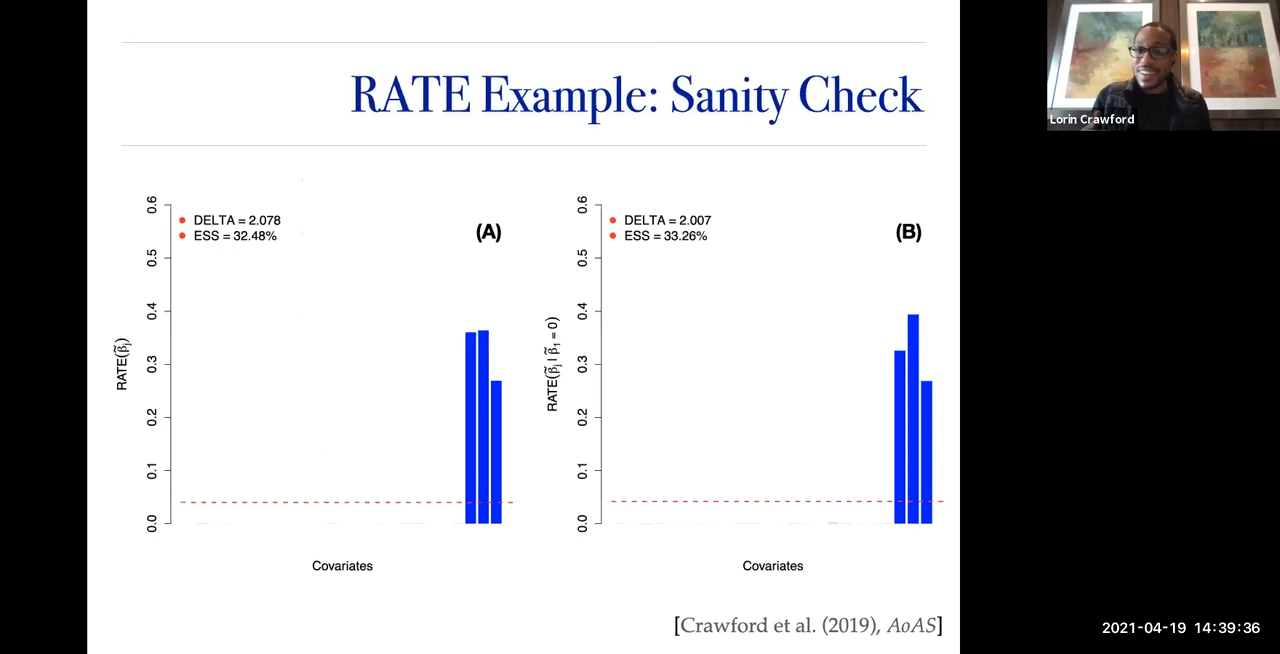 RATE Example: Sanity Check
Lorin Crawford
DELTA = 2.078
ESS = 32.48%
(A)
0.6
0.5
0.4
0.3
0.2
0.1
0.0
RATE(β̃j)
Covariates
DELTA = 2.007
ESS = 33.26%
(B)
0.6
0.5
0.4
0.3
0.2
0.1
0.0
RATE(β̃j | β̃1 = 0)
Covariates
[Crawford et al. (2019), AoAS]
2021-04-19 14:39:36